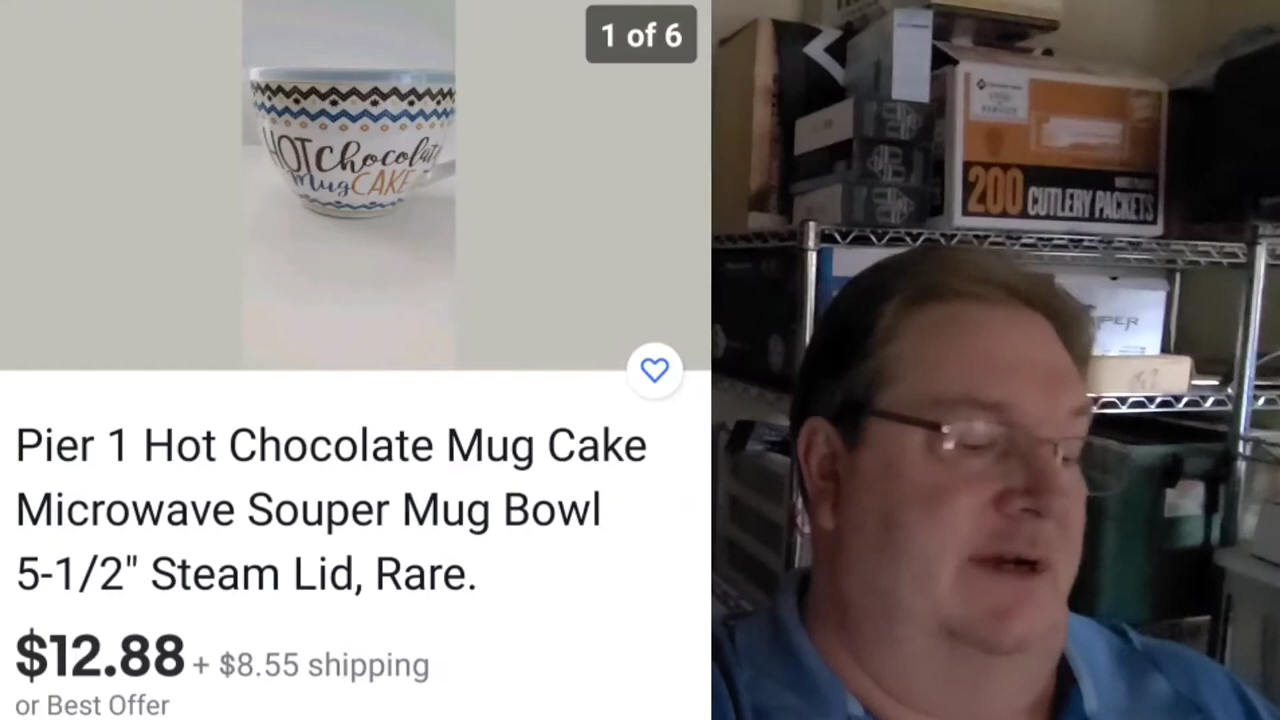 1 of 6
HOT Chocolat
Mug CAKE
Pier 1 Hot Chocolate Mug Cake
Microwave Souper Mug Bowl
5-1/2" Steam Lid, Rare.
$12.88 + $8.55 shipping
or Best Offer
200 CUTLERY PACKETS